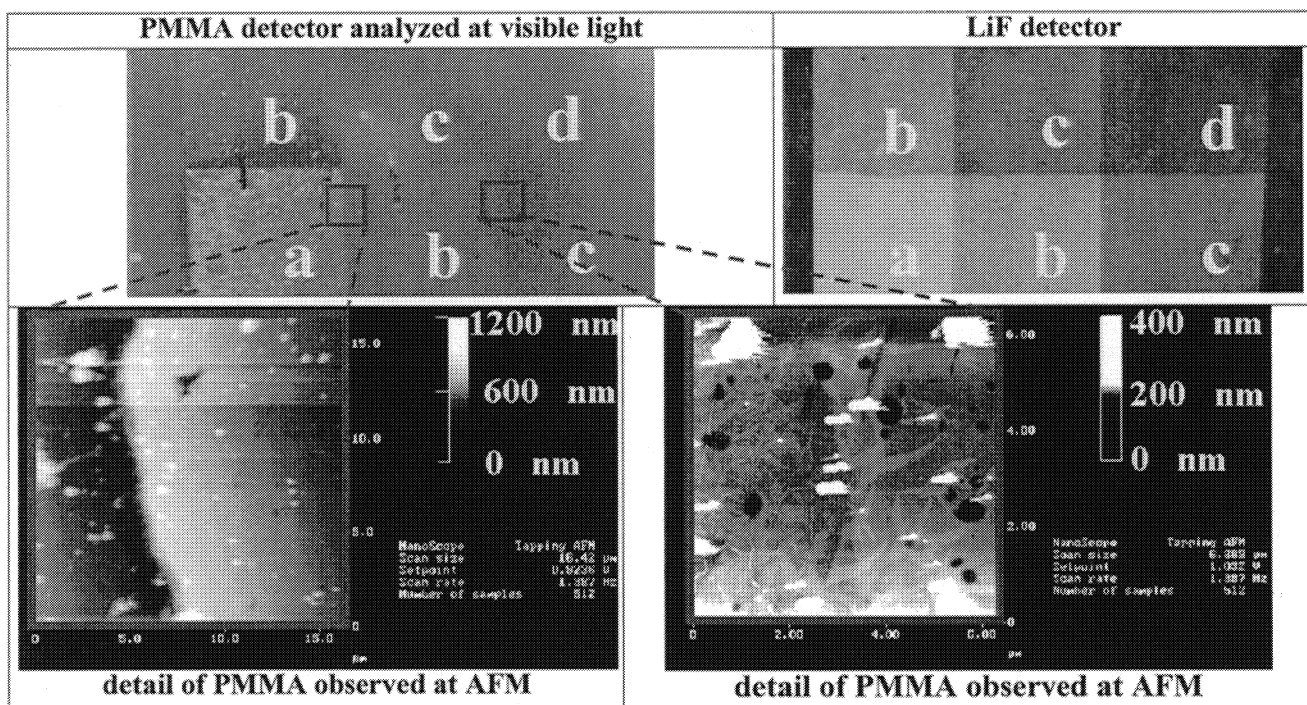 PMMA detector analyzed at visible light
LiF detector
b c d
a b c
b c d
a b c
1200 nm
600 nm
0 nm
15.0
10.0
5.0
0
0 5.0 10.0 15.0
µm
NanoScope Tapping AFM
Scan size 16.42 µm
Setpoint 0.8236 V
Scan rate 1.387 Hz
Number of samples 512
400 nm
200 nm
0 nm
6.00
4.00
2.00
0
0 2.00 4.00 6.00
µm
NanoScope Tapping AFM
Scan size
Setpoint 1.032 V
Scan rate 1.387 Hz
Number of samples 512
detail of PMMA observed at AFM
detail of PMMA observed at AFM